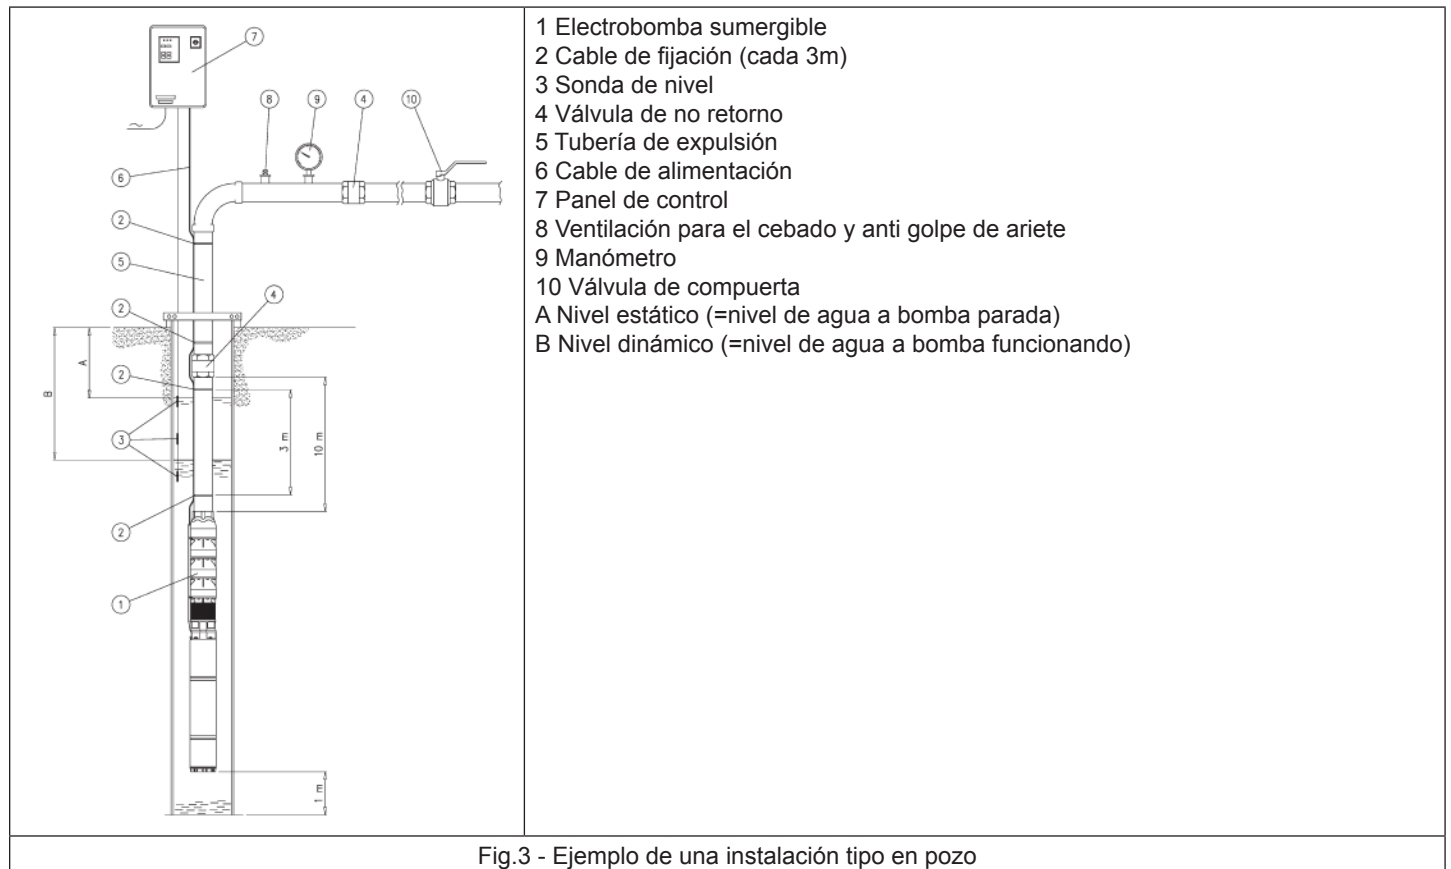 7
8
9
4
10
6
2
5
4
2
A
2
B
3
3 m
10 m
2
1
1 m
1 Electrobomba sumergible
2 Cable de fijación (cada 3m)
3 Sonda de nivel
4 Válvula de no retorno
5 Tubería de expulsión
6 Cable de alimentación
7 Panel de control
8 Ventilación para el cebado y anti golpe de ariete
9 Manómetro
10 Válvula de compuerta
A Nivel estático (=nivel de agua a bomba parada)
B Nivel dinámico (=nivel de agua a bomba funcionando)
Fig.3 - Ejemplo de una instalación tipo en pozo